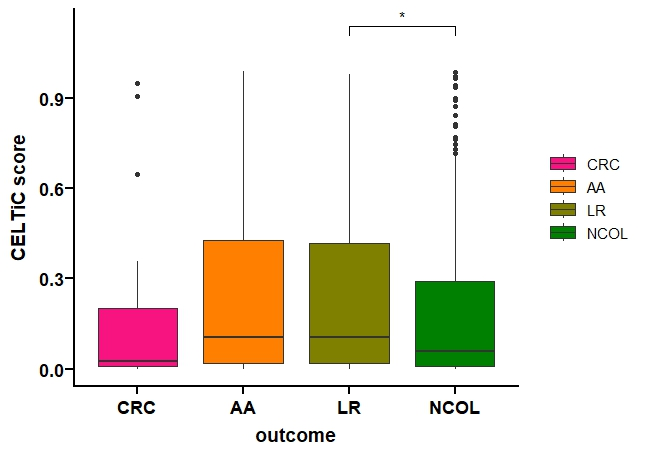 *
CELTiC score
0.9
0.6
0.3
0.0
CRC
AA
LR
NCOL
outcome
CRC
AA
LR
NCOL